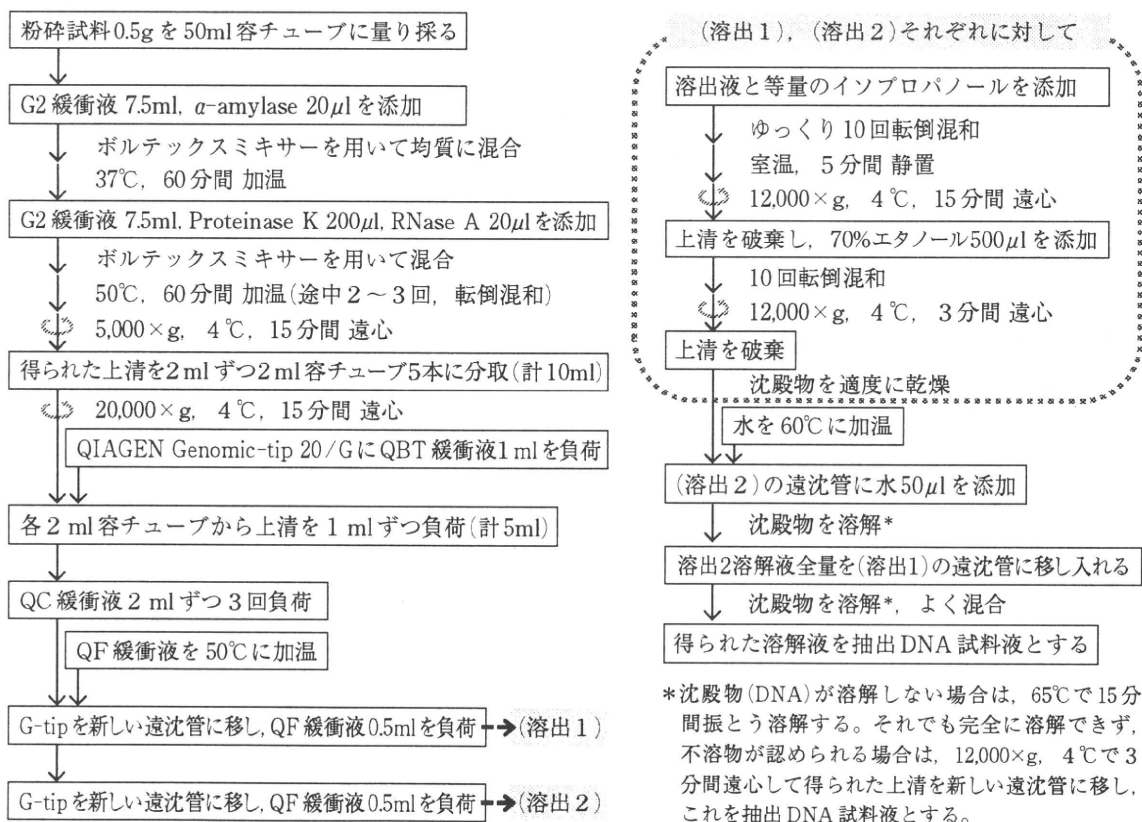 粉砕試料0.5gを50ml容チューブに量り採る
G2緩衝液 7.5ml, α-amylase 20μlを添加
ボルテックスミキサーを用いて均質に混合
37℃, 60分間 加温
G2緩衝液 7.5ml, Proteinase K 200μl, RNase A 20μlを添加
ボルテックスミキサーを用いて混合
50℃, 60分間 加温(途中2～3回, 転倒混和)
5,000×g, 4℃, 15分間 遠心
得られた上清を2mlずつ2ml容チューブ5本に分取(計10ml)
20,000×g, 4℃, 15分間 遠心
QIAGEN Genomic-tip 20/GにQBT緩衝液1mlを負荷
各2ml容チューブから上清を1mlずつ負荷(計5ml)
QC緩衝液2mlずつ3回負荷
QF緩衝液を50℃に加温
G-tipを新しい遠沈管に移し, QF緩衝液0.5mlを負荷→(溶出1)
G-tipを新しい遠沈管に移し, QF緩衝液0.5mlを負荷→(溶出2)
(溶出1), (溶出2)それぞれに対して
溶出液と等量のイソプロパノールを添加
ゆっくり10回転倒混和
室温, 5分間 静置
12,000×g, 4℃, 15分間 遠心
上清を破棄し, 70%エタノール500μlを添加
10回転倒混和
12,000×g, 4℃, 3分間 遠心
上清を破棄
沈殿物を適度に乾燥
水を60℃に加温
(溶出2)の遠沈管に水50μlを添加
沈殿物を溶解*
溶出2溶解液全量を(溶出1)の遠沈管に移し入れる
沈殿物を溶解*, よく混合
得られた溶解液を抽出DNA試料液とする
*沈殿物(DNA)が溶解しない場合は, 65℃で15分
間振とう溶解する。それでも完全に溶解できず,
不溶物が認められる場合は, 12,000×g, 4℃で3
分間遠心して得られた上清を新しい遠沈管に移し,
これを抽出DNA試料液とする。